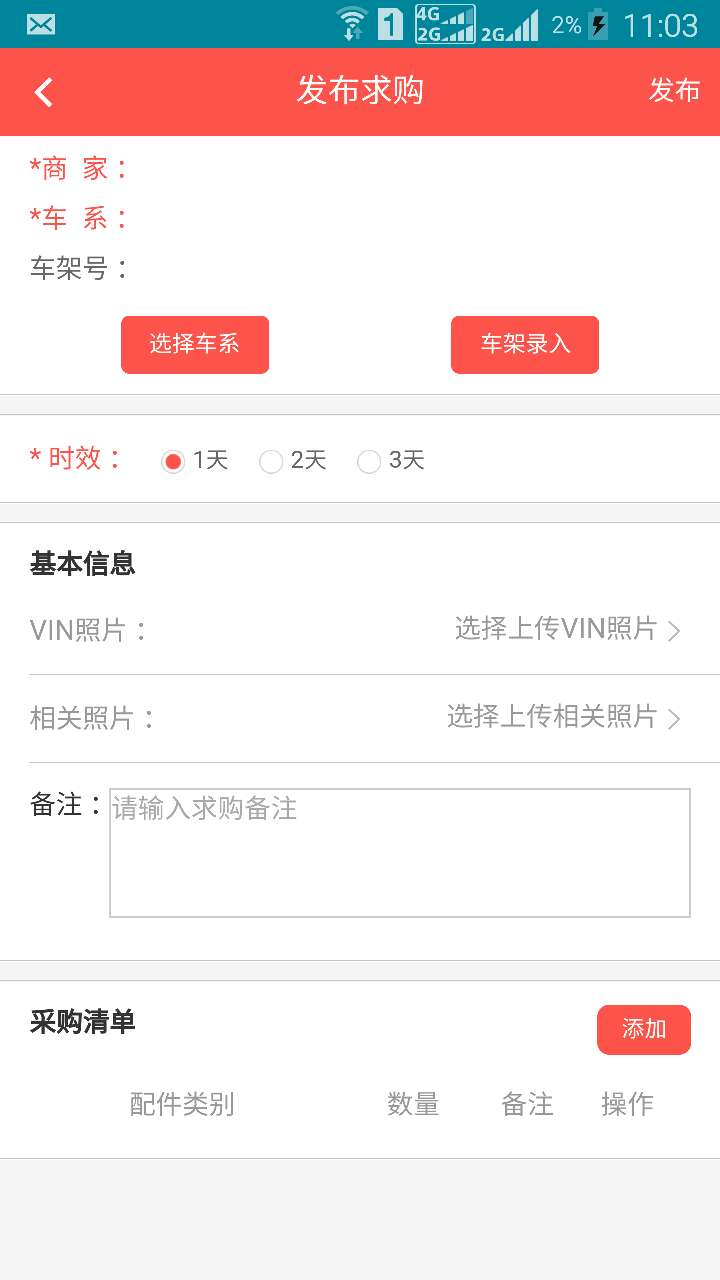 1 4G 2G 2G 2% 11:03
发布求购 发布
*商 家：
*车 系：
车架号：
选择车系 车架录入
* 时效： 1天 2天 3天
基本信息
VIN照片： 选择上传VIN照片
相关照片： 选择上传相关照片
备注： 请输入求购备注
采购清单 添加
配件类别 数量 备注 操作